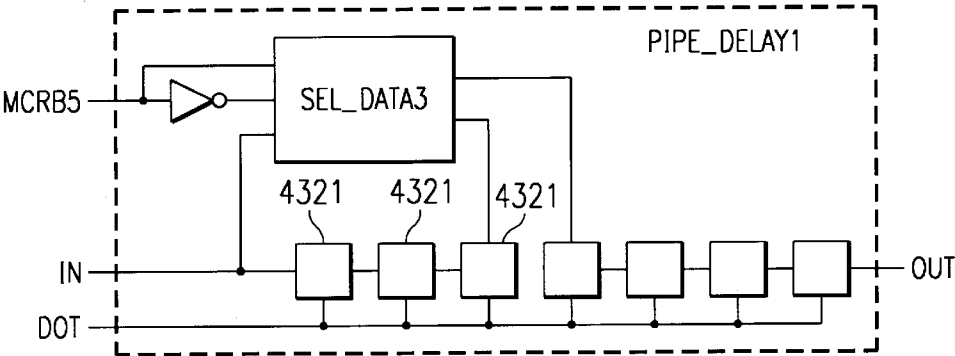 PIPE_DELAY1
MCRB5
SEL_DATA3
4321 4321 4321
IN
OUT
DOT